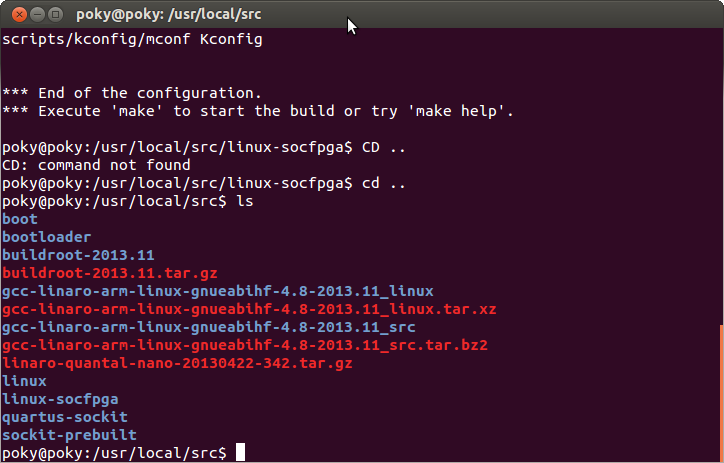 poky@poky: /usr/local/src
scripts/kconfig/mconf Kconfig
*** End of the configuration.
*** Execute 'make' to start the build or try 'make help'.
poky@poky:/usr/local/src/linux-socfpga$ CD ..
CD: command not found
poky@poky:/usr/local/src/linux-socfpga$ cd ..
poky@poky:/usr/local/src$ ls
boot
bootloader
buildroot-2013.11
buildroot-2013.11.tar.gz
gcc-linaro-arm-linux-gnueabihf-4.8-2013.11_linux
gcc-linaro-arm-linux-gnueabihf-4.8-2013.11_linux.tar.xz
gcc-linaro-arm-linux-gnueabihf-4.8-2013.11_src
gcc-linaro-arm-linux-gnueabihf-4.8-2013.11_src.tar.bz2
linaro-quantal-nano-20130422-342.tar.gz
linux
linux-socfpga
quartus-sockit
sockit-prebuilt
poky@poky:/usr/local/src$